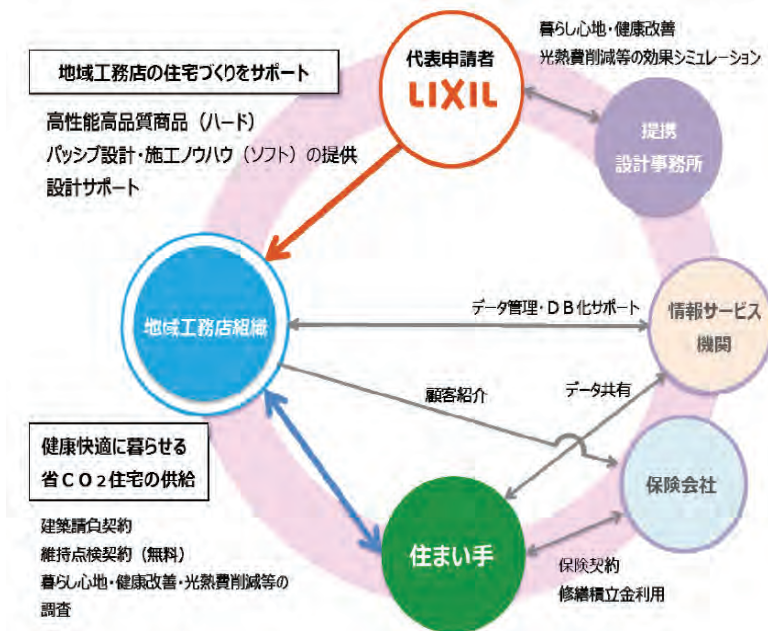 地域工務店の住宅づくりをサポート
高性能高品質商品（ハード）
パッシブ設計・施工ノウハウ（ソフト）の提供
設計サポート
代表申請者
LIXIL
暮らし心地・健康改善
光熱費削減等の効果シミュレーション
提携
設計事務所
地域工務店組織
データ管理・DB化サポート
情報サービス
機関
顧客紹介
データ共有
健康快適に暮らせる
省CO2住宅の供給
建築請負契約
維持点検契約（無料）
暮らし心地・健康改善・光熱費削減等の
調査
住まい手
保険会社
保険契約
修繕積立金利用